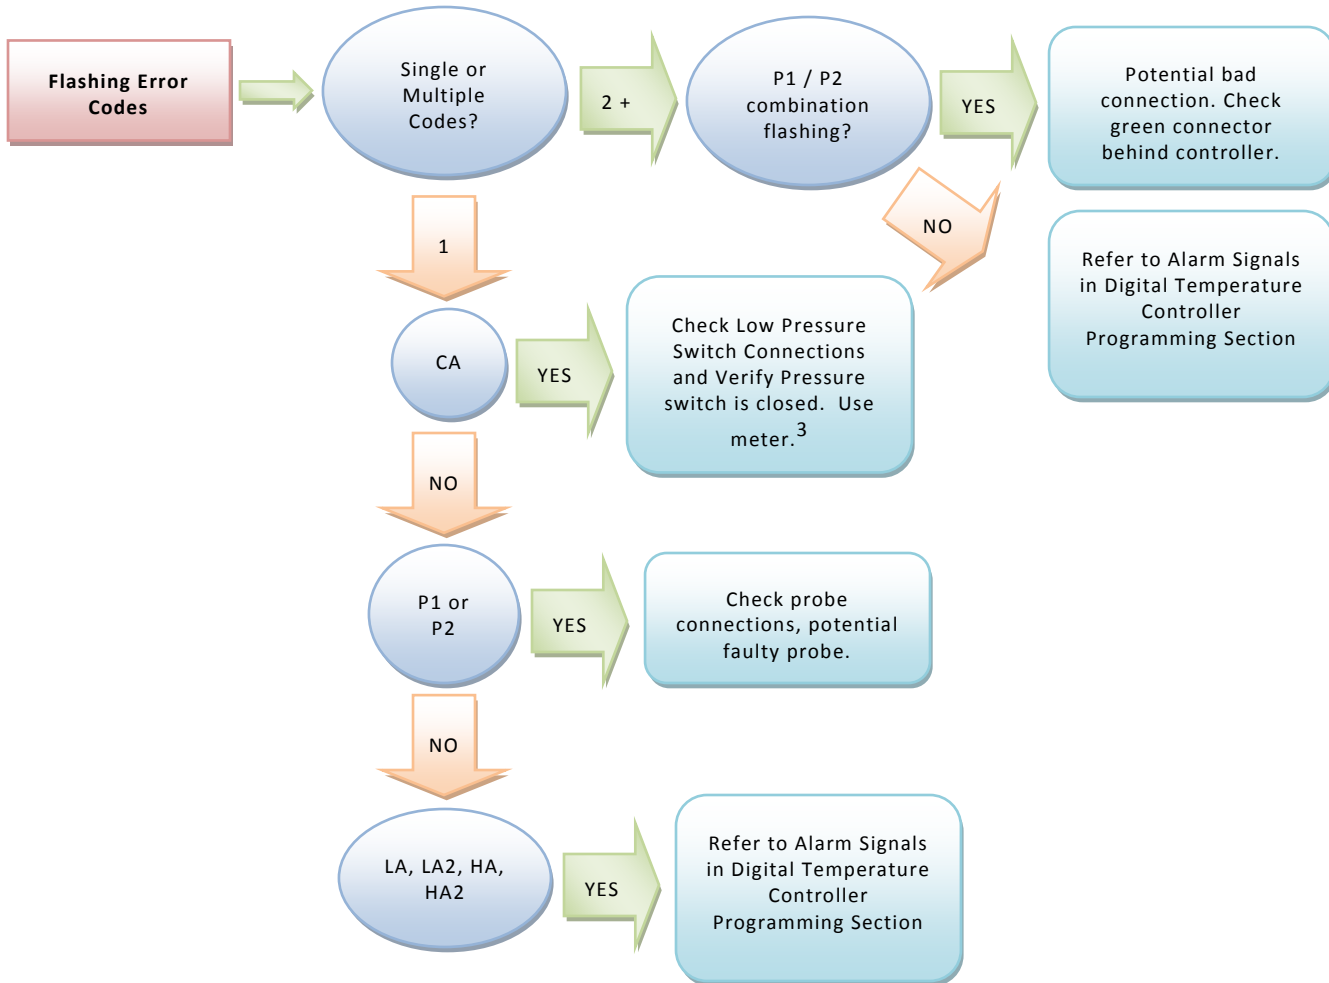 Flashing Error
Codes
Single or
Multiple
Codes?
2 +
P1 / P2
combination
flashing?
YES
Potential bad
connection. Check
green connector
behind controller.
NO
Refer to Alarm Signals
in Digital Temperature
Controller
Programming Section
1
CA
YES
Check Low Pressure
Switch Connections
and Verify Pressure
switch is closed.  Use
meter.3
NO
P1 or
P2
YES
Check probe
connections, potential
faulty probe.
NO
LA, LA2, HA,
HA2
YES
Refer to Alarm Signals
in Digital Temperature
Controller
Programming Section